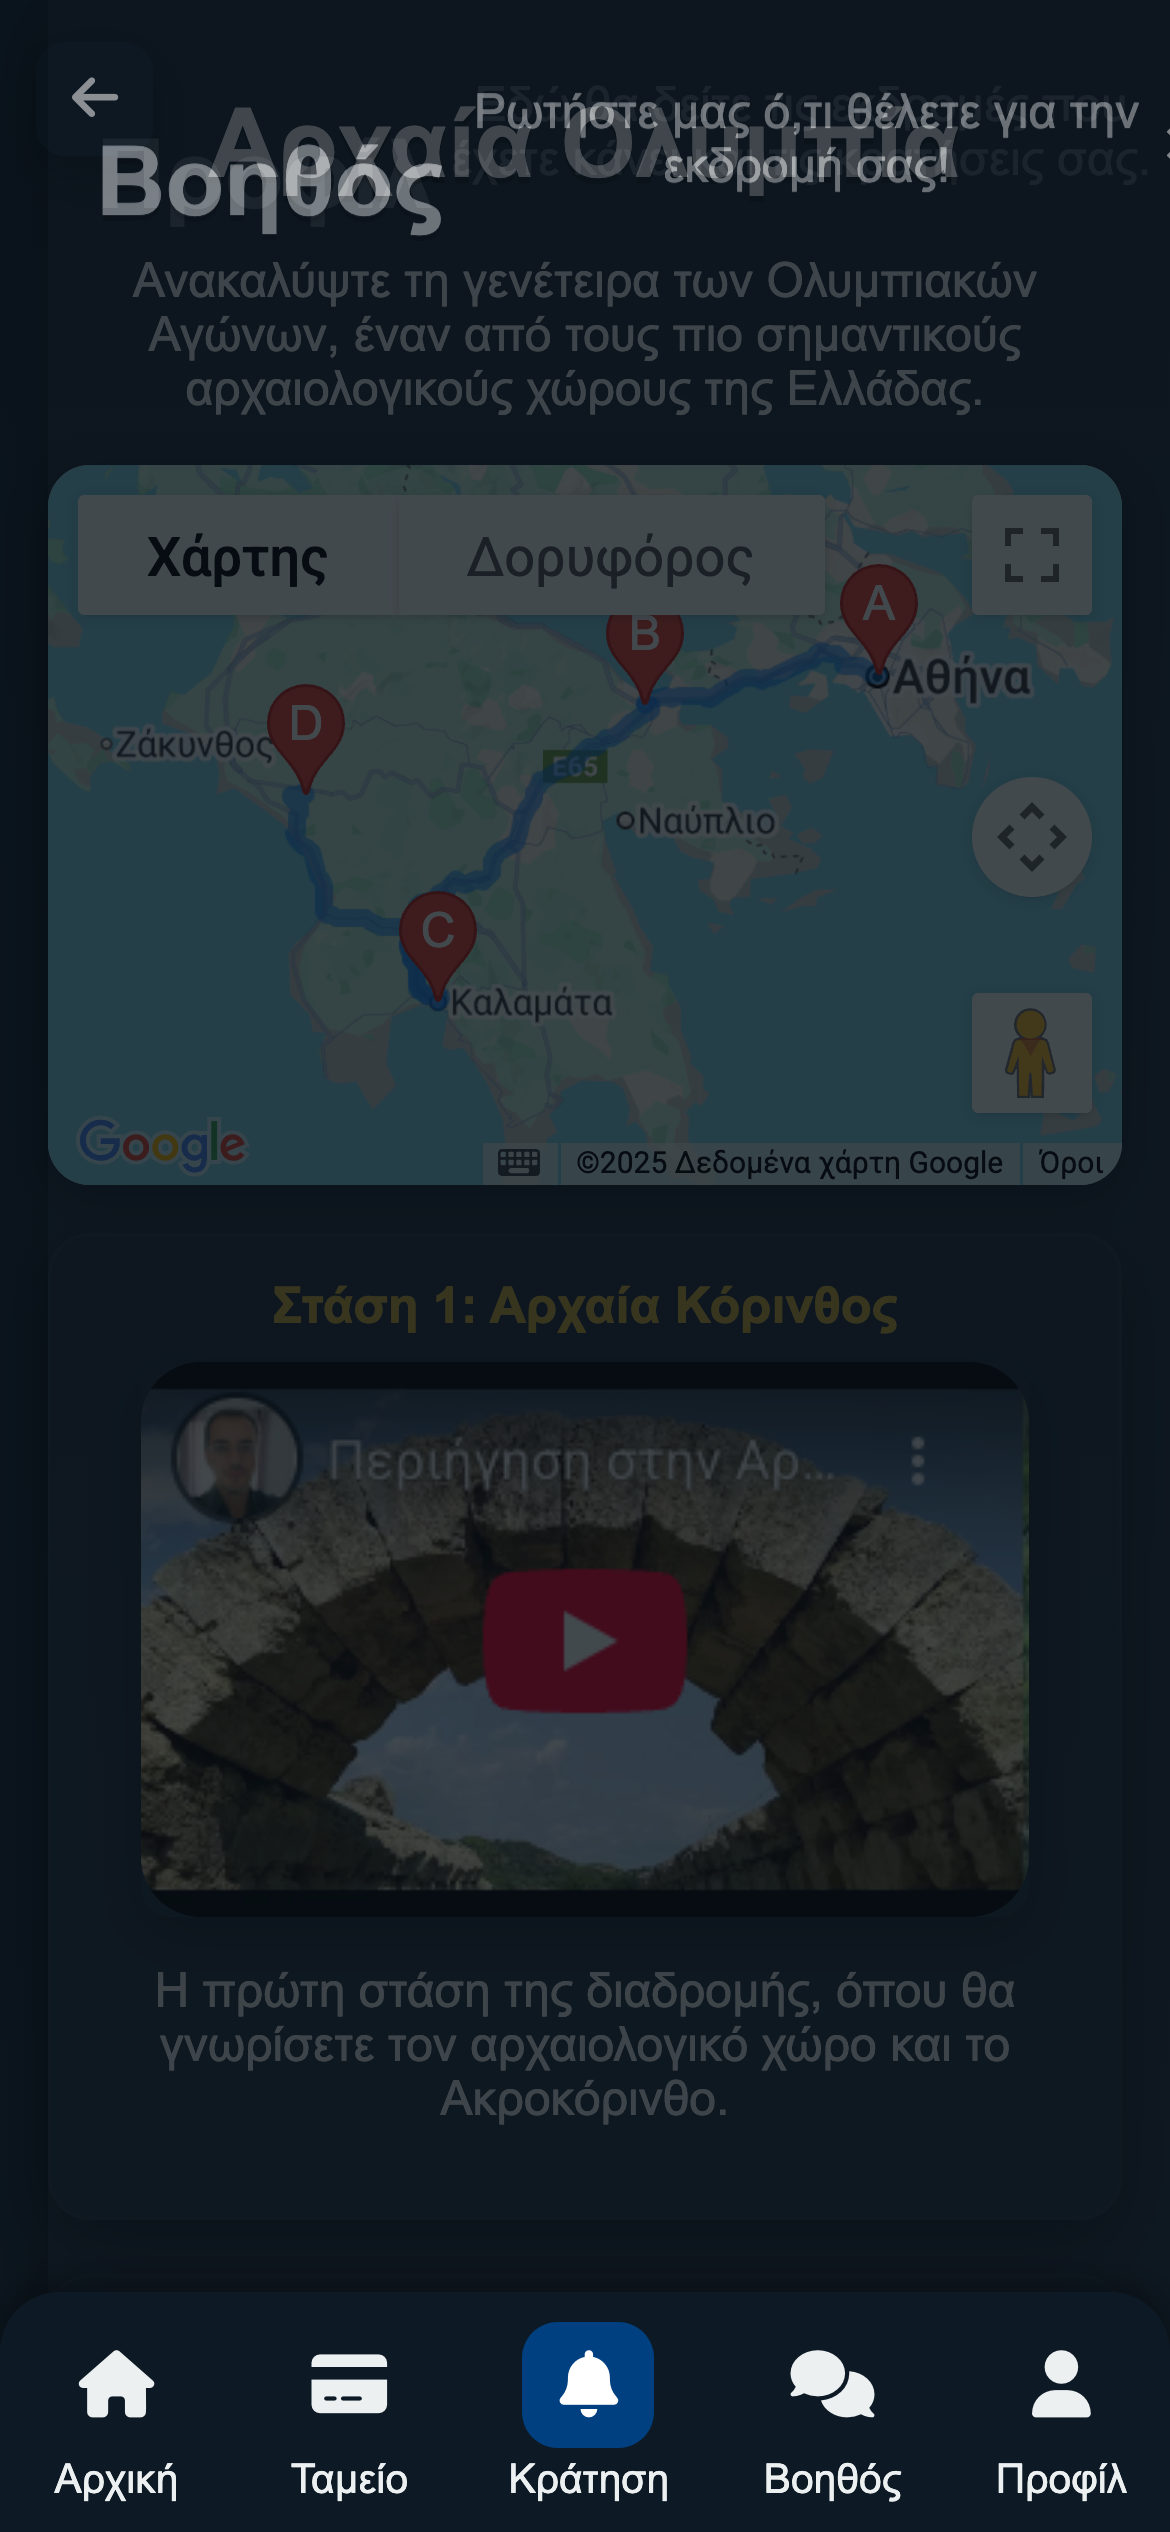 Ρωτήστε μας ό,τι θέλετε για την
εκδρομή σας!
Αρχαία Ολυμπία
Βοηθός
Ανακαλύψτε τη γενέτειρα των Ολυμπιακών
Αγώνων, έναν από τους πιο σημαντικούς
αρχαιολογικούς χώρους της Ελλάδας.
Χάρτης
Δορυφόρος
A
B
Αθήνα
D
Ζάκυνθος
E65
Ναύπλιο
C
Καλαμάτα
Google
©2025 Δεδομένα χάρτη Google
Όροι
Στάση 1: Αρχαία Κόρινθος
Περιήγηση στην Αρ...
Η πρώτη στάση της διαδρομής, όπου θα
γνωρίσετε τον αρχαιολογικό χώρο και το
Ακροκόρινθο.
Αρχική
Ταμείο
Κράτηση
Βοηθός
Προφίλ